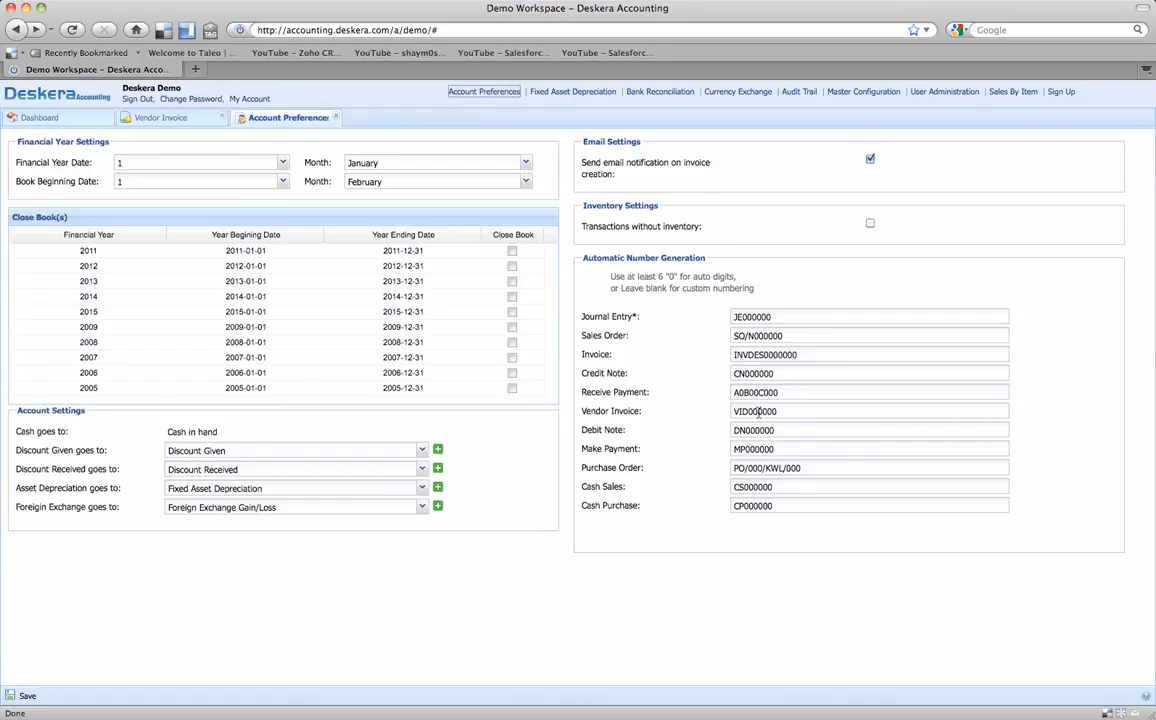 Demo Workspace – Deskera Accounting
http://accounting.deskera.com/a/demo/#
Google
Recently Bookmarked
Welcome to Taleo | ...
YouTube - Zoho CR...
YouTube - shaym0s...
YouTube - Salesforc...
YouTube - Salesforc...
Demo Workspace - Deskera Acco...
Deskera Accounting
Deskera Demo
Sign Out, Change Password, My Account
Account Preferences | Fixed Asset Depreciation | Bank Reconciliation | Currency Exchange | Audit Trail | Master Configuration | User Administration | Sales By Item | Sign Up
Dashboard
Vendor Invoice
Account Preferences
Financial Year Settings
Financial Year Date: 1 Month: January
Book Beginning Date: 1 Month: February
Close Book(s)
Financial Year Year Begining Date Year Ending Date Close Book
2011 2011-01-01 2011-12-31
2012 2012-01-01 2012-12-31
2013 2013-01-01 2013-12-31
2014 2014-01-01 2014-12-31
2015 2015-01-01 2015-12-31
2009 2009-01-01 2009-12-31
2008 2008-01-01 2008-12-31
2007 2007-01-01 2007-12-31
2006 2006-01-01 2006-12-31
2005 2005-01-01 2005-12-31
Account Settings
Cash goes to: Cash in hand
Discount Given goes to: Discount Given
Discount Received goes to: Discount Received
Asset Depreciation goes to: Fixed Asset Depreciation
Foreigin Exchange goes to: Foreign Exchange Gain/Loss
Email Settings
Send email notification on invoice
creation:
Inventory Settings
Transactions without inventory:
Automatic Number Generation
Use at least 6 "0" for auto digits,
or Leave blank for custom numbering
Journal Entry*: JE000000
Sales Order: SO/N000000
Invoice: INVDES0000000
Credit Note: CN000000
Receive Payment: A0B00C000
Vendor Invoice: VID000000
Debit Note: DN000000
Make Payment: MP000000
Purchase Order: PO/000/KWL/000
Cash Sales: CS000000
Cash Purchase: CP000000
Save
Done